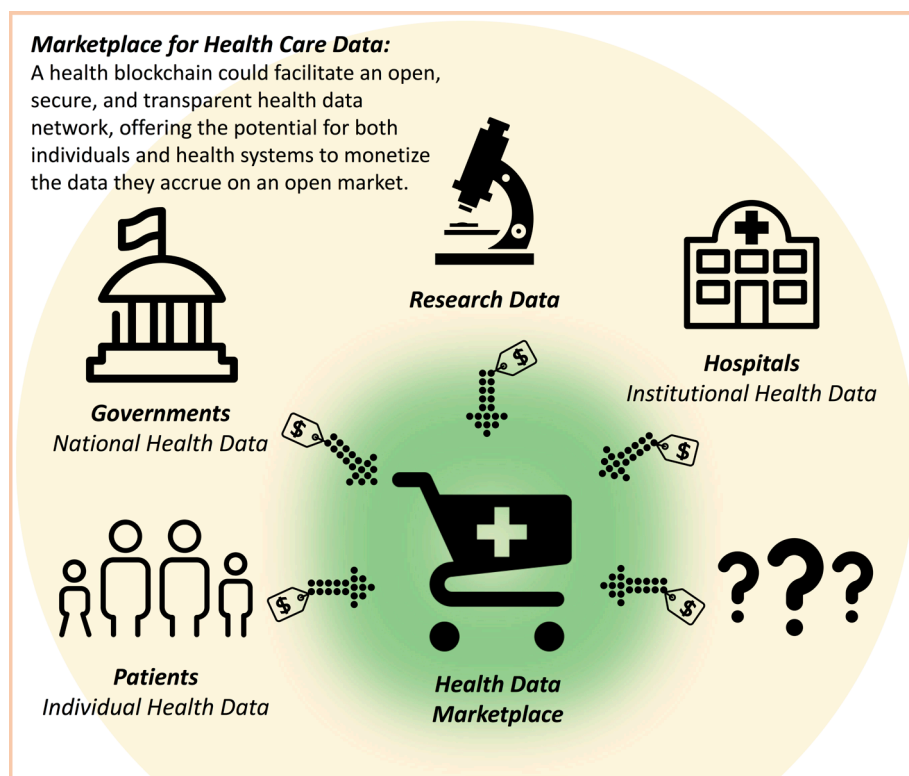 Marketplace for Health Care Data:
A health blockchain could facilitate an open,
secure, and transparent health data
network, offering the potential for both
individuals and health systems to monetize
the data they accrue on an open market.
Research Data
$
Hospitals
Institutional Health Data
Governments
National Health Data
$
$
$
$
? ? ?
Patients
Individual Health Data
Health Data
Marketplace